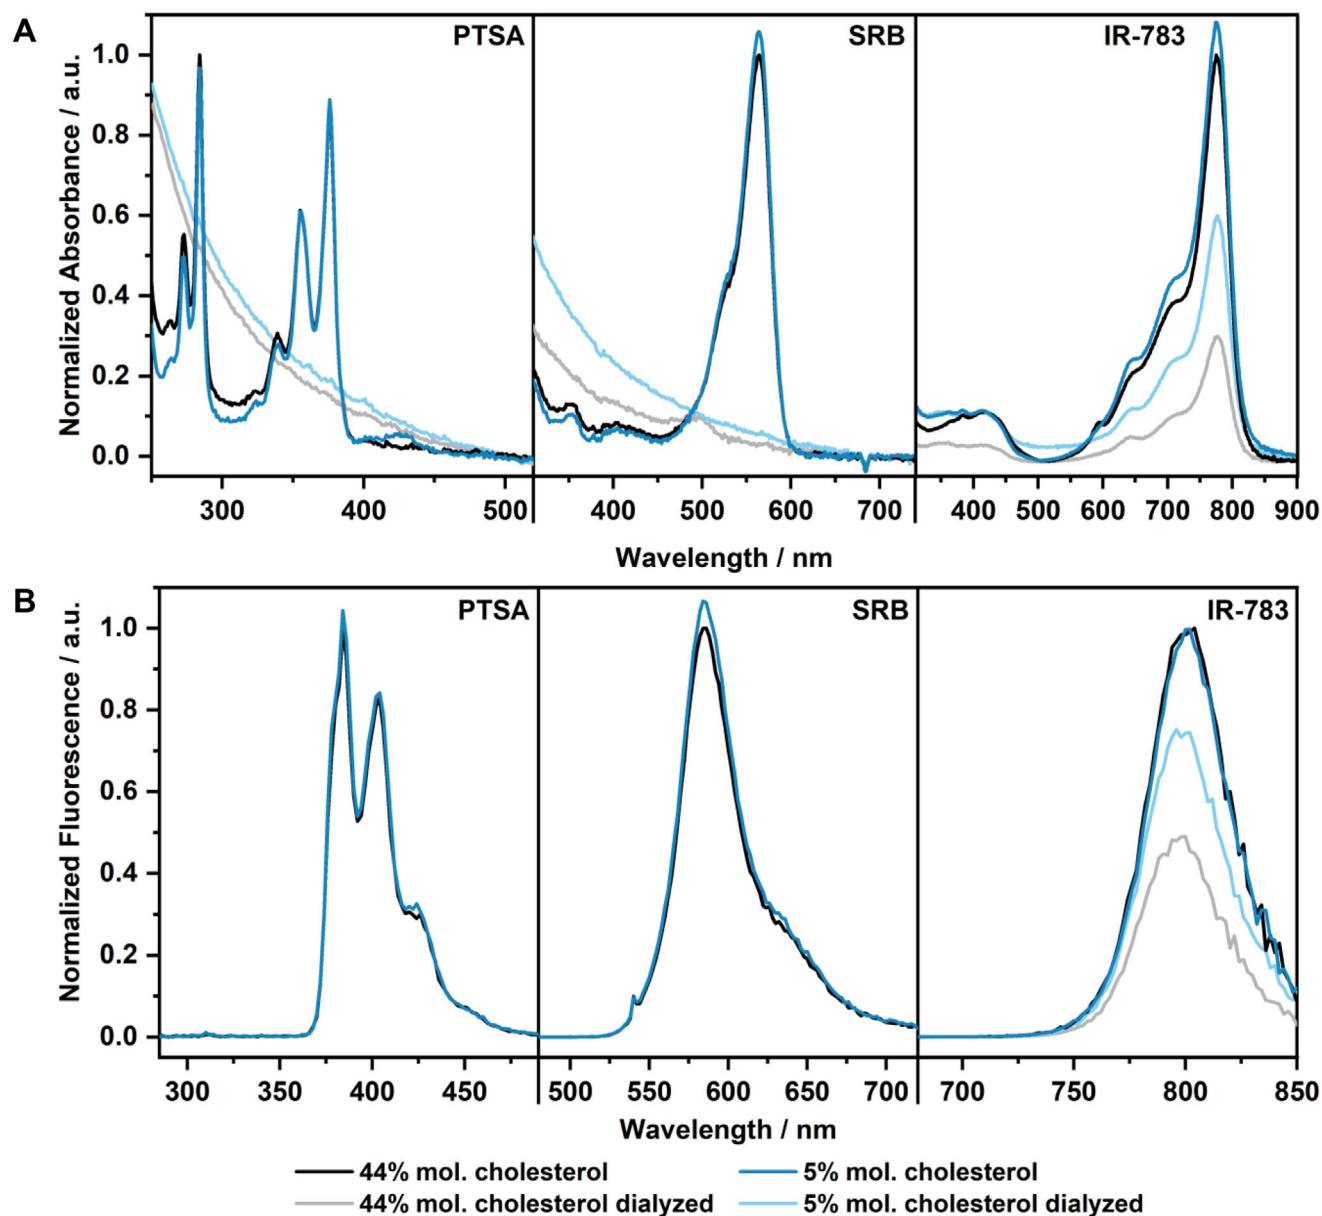 A
PTSA
SRB
IR-783
Normalized Absorbance / a.u.
1.0
0.8
0.6
0.4
0.2
0.0
300 400 500 400 500 600 700 400 500 600 700 800 900
Wavelength / nm
B
PTSA
SRB
IR-783
Normalized Fluorescence / a.u.
1.0
0.8
0.6
0.4
0.2
0.0
300 350 400 450 500 550 600 650 700 700 750 800 850
Wavelength / nm
44% mol. cholesterol 5% mol. cholesterol
44% mol. cholesterol dialyzed 5% mol. cholesterol dialyzed